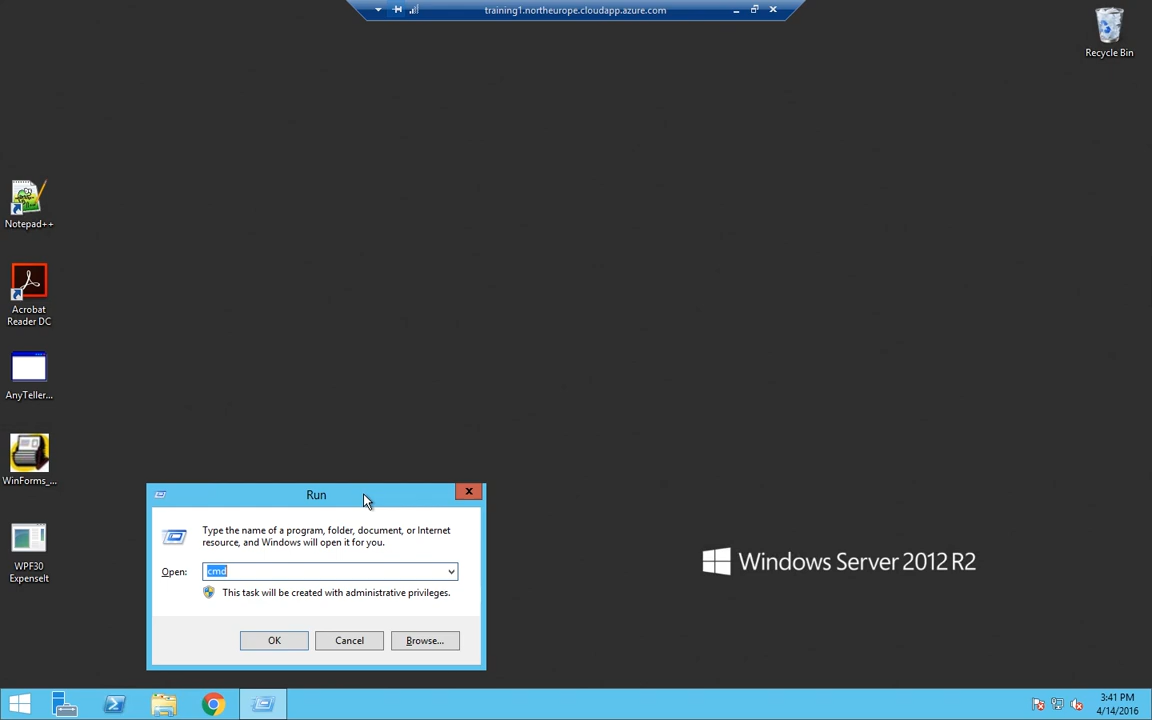 training1.northeurope.cloudapp.azure.com
Recycle Bin
Notepad++
Acrobat
Reader DC
AnyTeller...
WinForms_...
WPF30
ExpenseIt
Run
Type the name of a program, folder, document, or Internet
resource, and Windows will open it for you.
Open:
cmd
This task will be created with administrative privileges.
OK
Cancel
Browse...
Windows Server 2012 R2
3:41 PM
4/14/2016